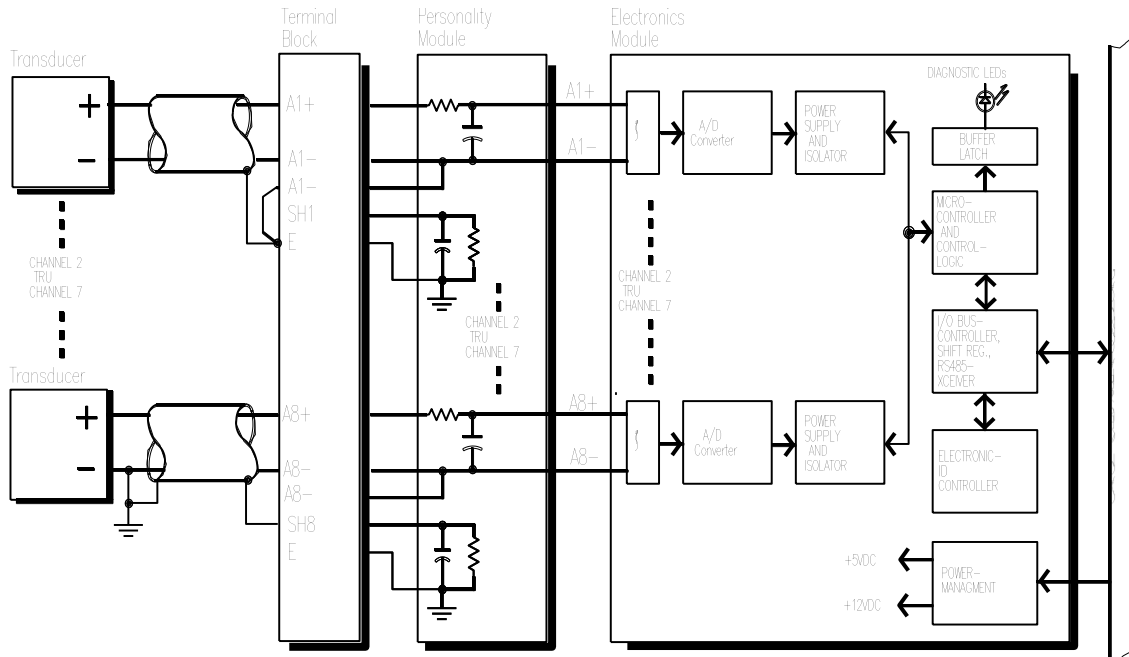 Terminal
Block
Personality
Module
Electronics
Module
Transducer
+
−
A1+
A1−
A1−
SH1
E
A1+
A1−
∫
A/D
Converter
POWER
SUPPLY
AND
ISOLATOR
DIAGNOSTIC LEDs
BUFFER
LATCH
MICRO-
CONTROLLER
AND
CONTROL-
LOGIC
CHANNEL 2
TRU
CHANNEL 7
CHANNEL 2
TRU
CHANNEL 7
CHANNEL 2
TRU
CHANNEL 7
I/O BUS-
CONTROLLER,
SHIFT REG.,
RS485-
XCEIVER
Transducer
+
−
A8+
A8−
A8−
SH8
E
A8+
A8−
∫
A/D
Converter
POWER
SUPPLY
AND
ISOLATOR
ELECTRONIC-
ID CONTROLLER
+5VDC
+12VDC
POWER-
MANAGMENT